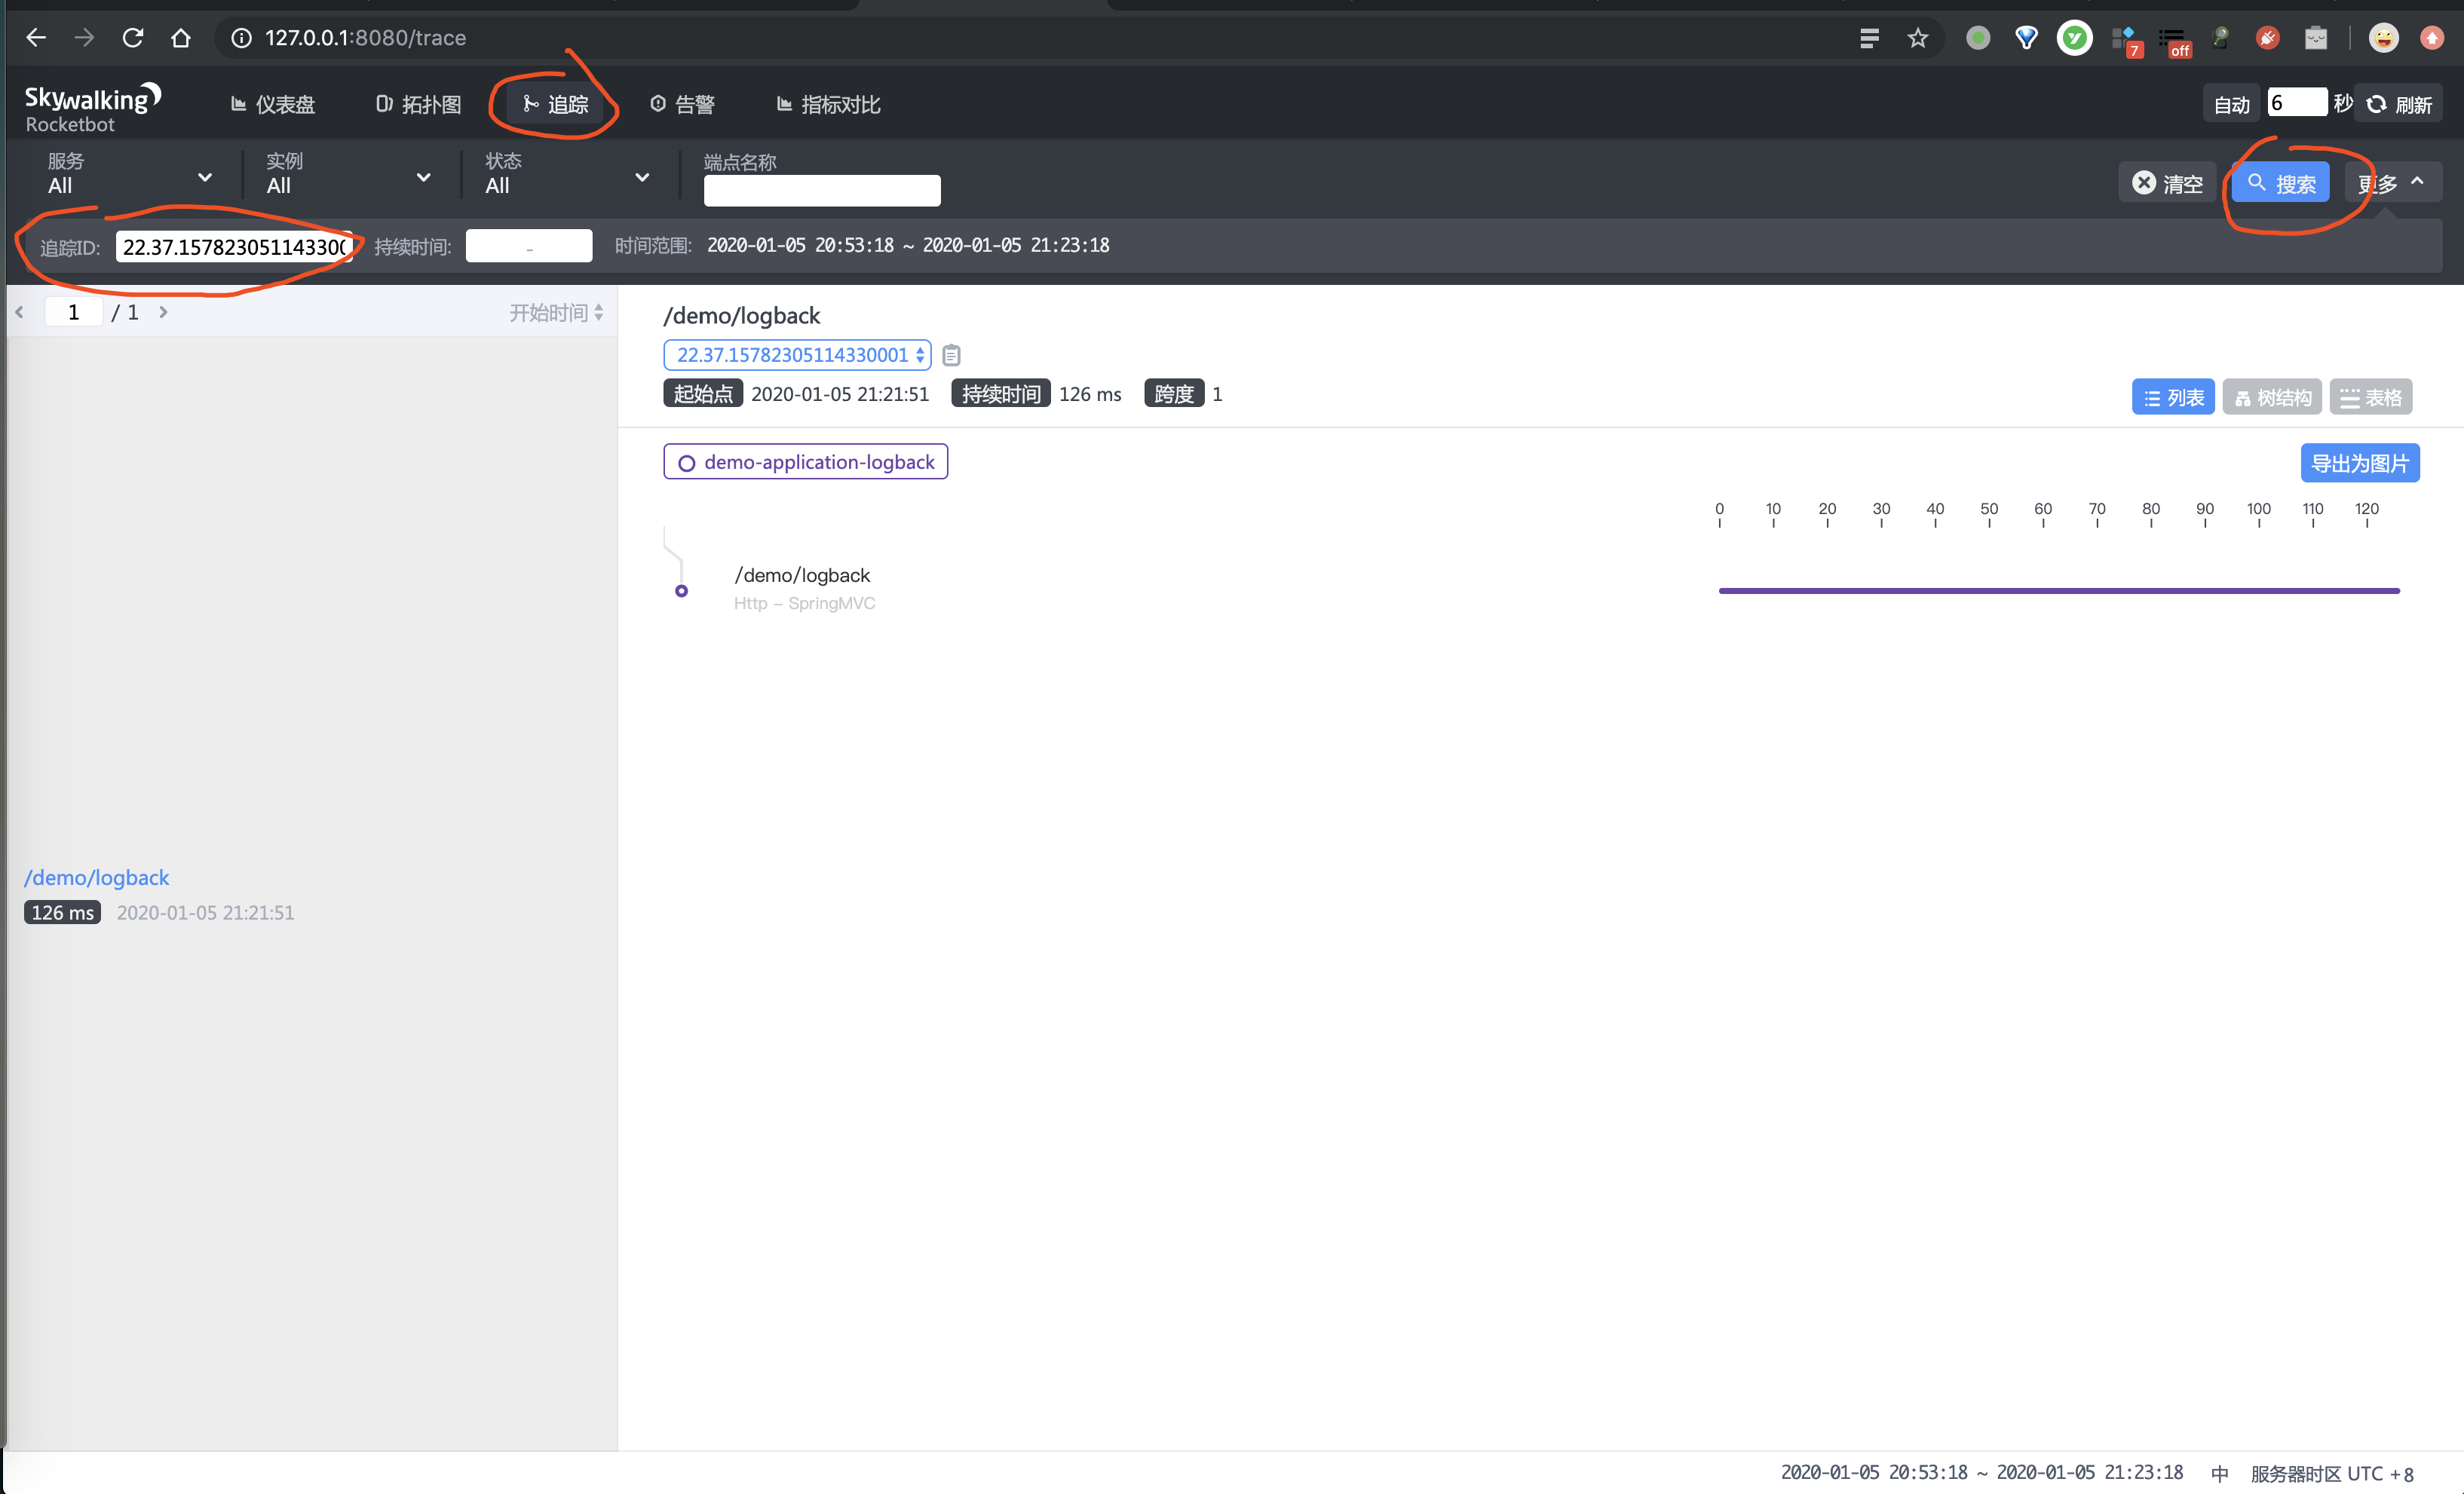 127.0.0.1:8080/trace
7
off
Skywalking
Rocketbot
仪表盘
拓扑图
追踪
告警
指标对比
自动
6
秒
刷新
服务
All
实例
All
状态
All
端点名称
清空
搜索
更多
追踪ID:
22.37.1578230511433000
持续时间:
-
时间范围:
2020-01-05 20:53:18 ~ 2020-01-05 21:23:18
1
/ 1
开始时间
/demo/logback
22.37.15782305114330001
起始点
2020-01-05 21:21:51
持续时间
126 ms
跨度
1
列表
树结构
表格
demo-application-logback
导出为图片
0 10 20 30 40 50 60 70 80 90 100 110 120
/demo/logback
Http - SpringMVC
/demo/logback
126 ms
2020-01-05 21:21:51
2020-01-05 20:53:18 ~ 2020-01-05 21:23:18
中
服务器时区 UTC +8